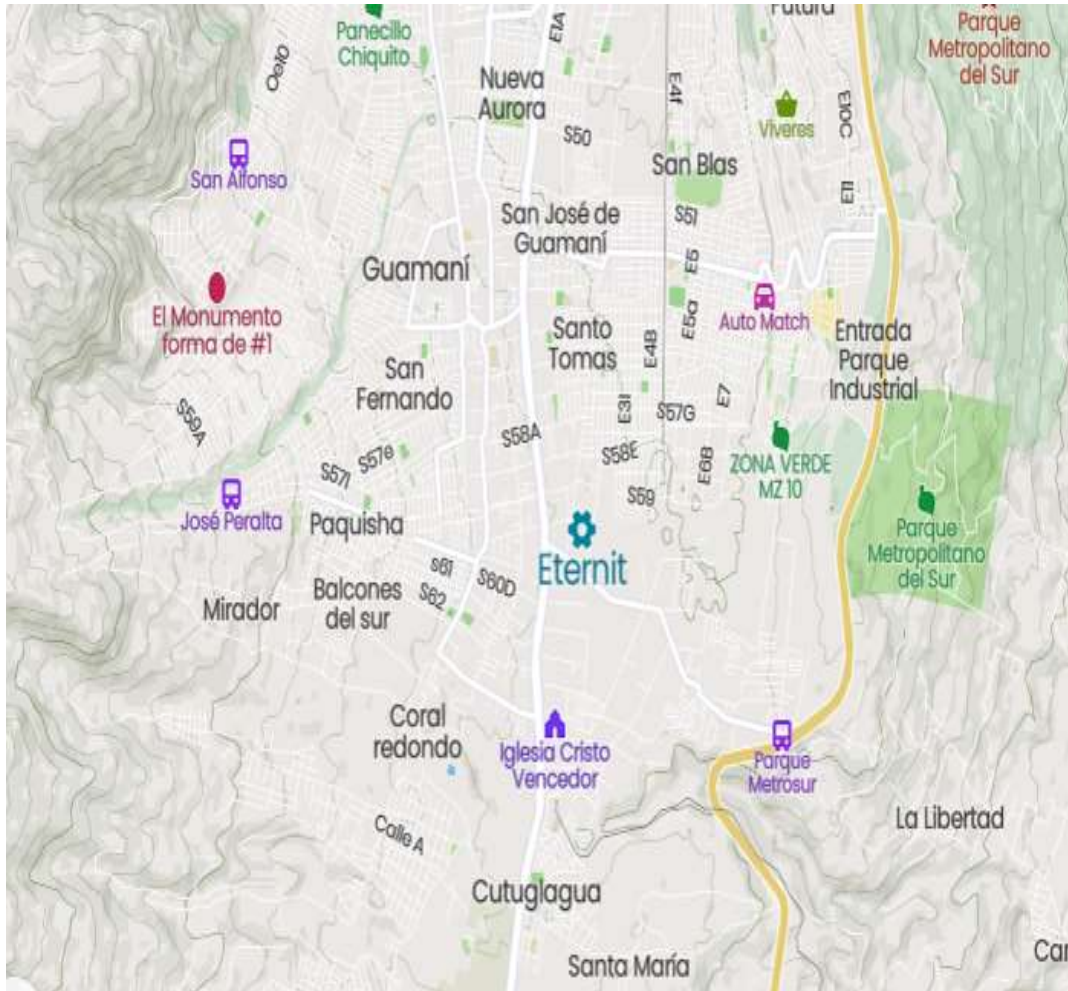 Futura
Parque
Metropolitano
del Sur
Panecillo
Chiquito
E1A
Oe10
Nueva
Aurora
E4f
Víveres
E10C
S50
San Blas
San Alfonso
E11
San José de
Guamaní
S51
E5
Guamaní
El Monumento
forma de #1
Auto Match
E5a
Santo
Tomas
E4B
Entrada
Parque
Industrial
San
Fernando
E3I
S57G
E7
S59A
S58A
S57e
S58E
S57I
E6B
ZONA VERDE
MZ 10
S59
José Peralta
Paquisha
Parque
Metropolitano
del Sur
Eternit
S61
S60D
S62
Balcones
del sur
Mirador
Coral
redondo
Iglesia Cristo
Vencedor
Parque
Metrosur
La Libertad
Calle A
Cutuglagua
Santa María